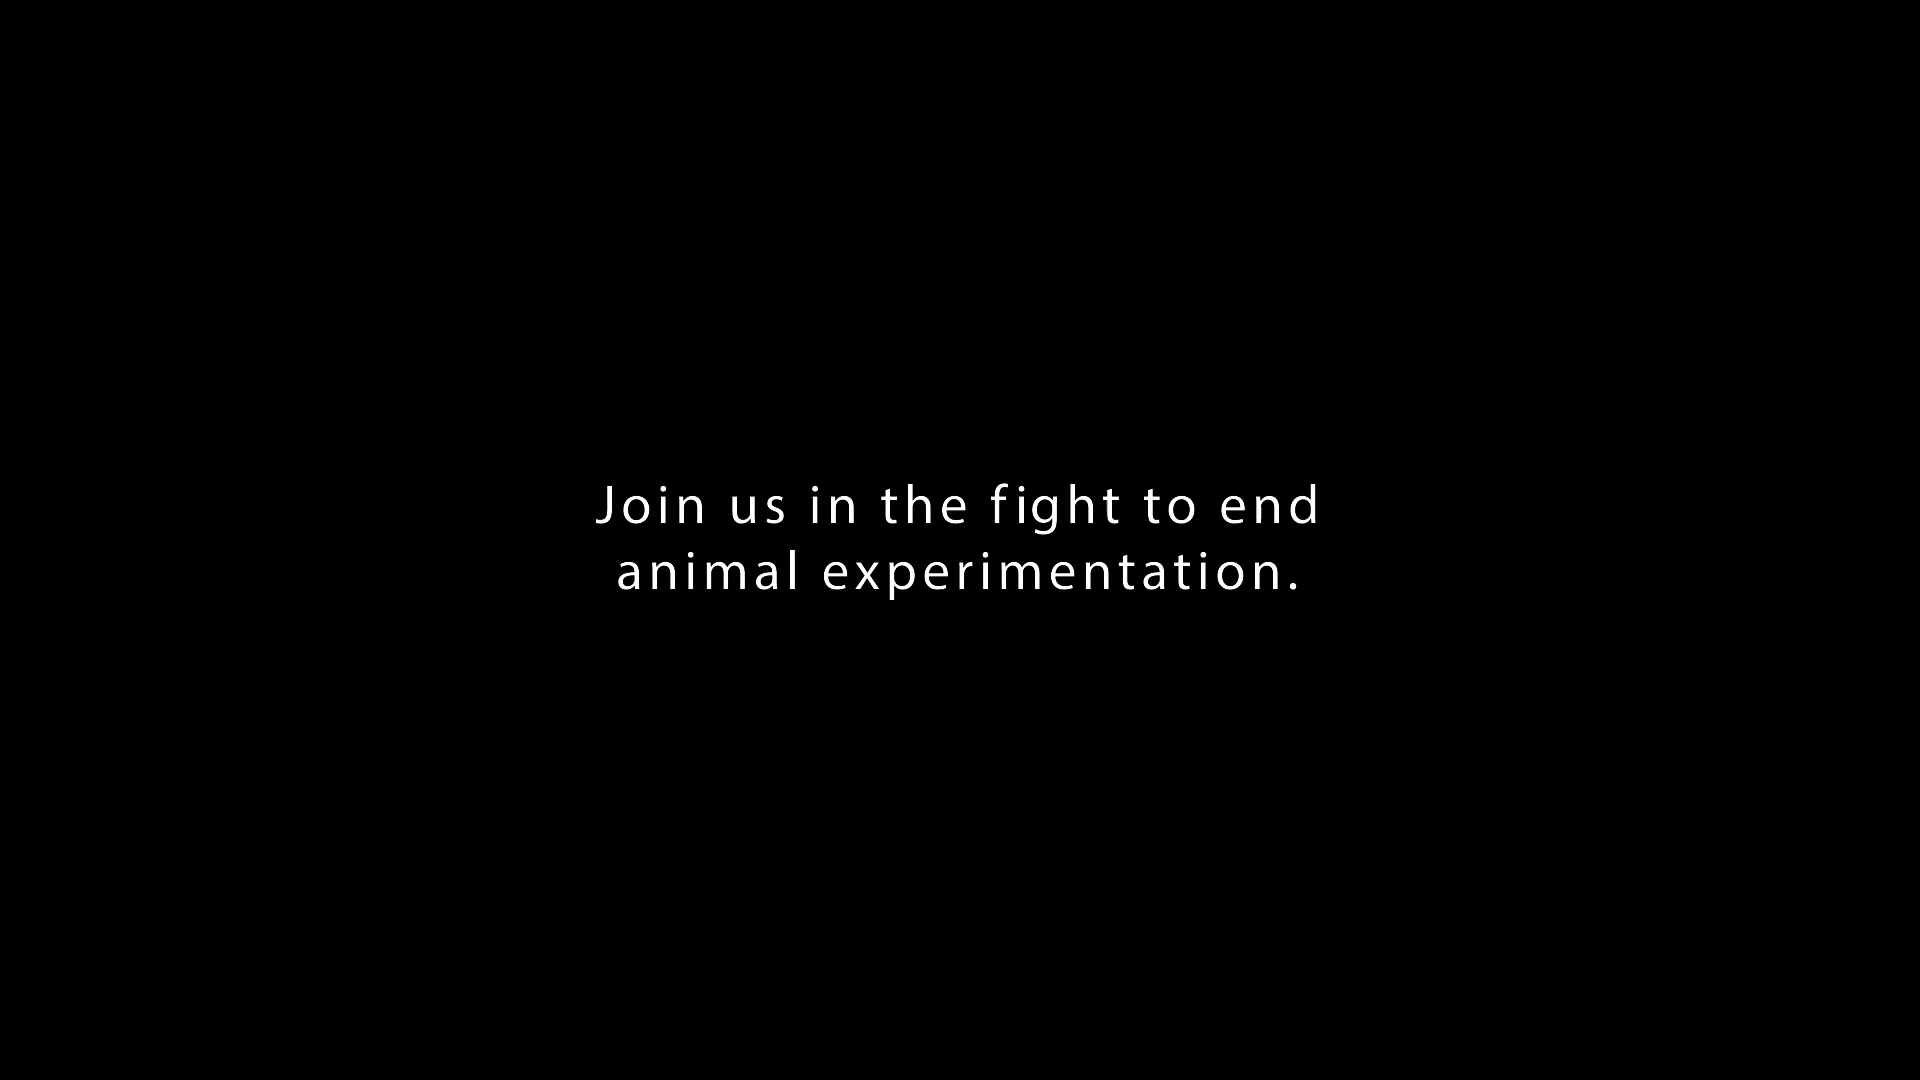 Join us in the fight to end
animal experimentation.